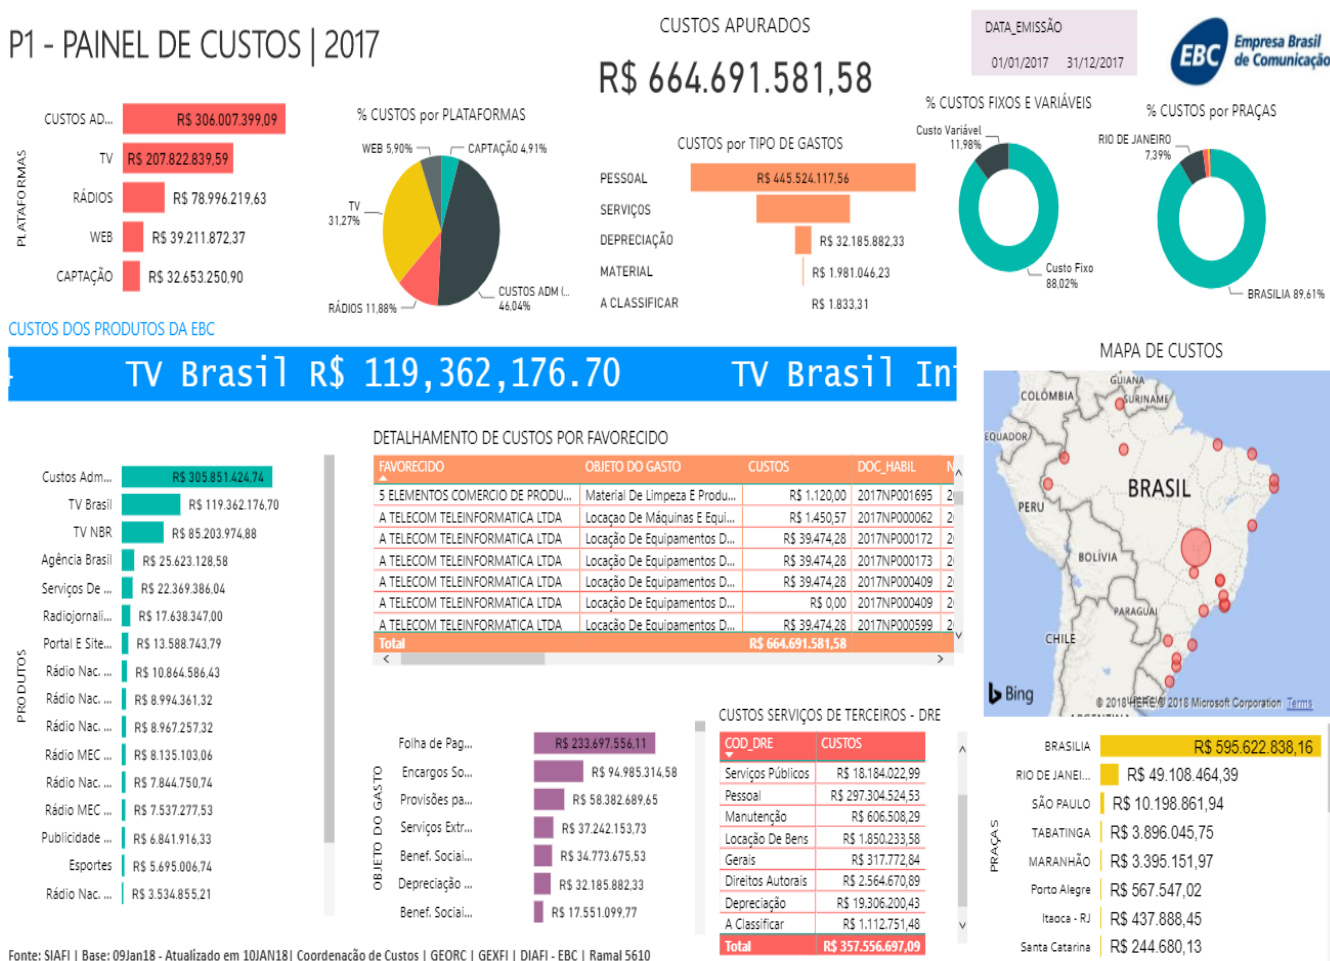 P1 - PAINEL DE CUSTOS | 2017
CUSTOS APURADOS
R$ 664.691.581,58
DATA_EMISSÃO
01/01/2017 31/12/2017
EBC Empresa Brasil
de Comunicação
PLATAFORMAS
CUSTOS AD... R$ 306.007.399,09
TV R$ 207.822.839,59
RÁDIOS R$ 78.996.219,63
WEB R$ 39.211.872,37
CAPTAÇÃO R$ 32.653.250,90
% CUSTOS por PLATAFORMAS
WEB 5,90%
CAPTAÇÃO 4,91%
TV
31,27%
RÁDIOS 11,88%
CUSTOS ADM (...
46,04%
CUSTOS por TIPO DE GASTOS
PESSOAL R$ 445.524.117,56
SERVIÇOS
DEPRECIAÇÃO R$ 32.185.882,33
MATERIAL R$ 1.981.046,23
A CLASSIFICAR R$ 1.833,31
% CUSTOS FIXOS E VARIÁVEIS
Custo Variável
11,98%
Custo Fixo
88,02%
% CUSTOS por PRAÇAS
RIO DE JANEIRO
7,39%
BRASILIA 89,61%
CUSTOS DOS PRODUTOS DA EBC
TV Brasil R$ 119,362,176.70 TV Brasil In
PRODUTOS
Custos Adm... R$ 305.851.424,74
TV Brasil R$ 119.362.176,70
TV NBR R$ 85.203.974,88
Agência Brasil R$ 25.623.128,58
Serviços De ... R$ 22.369.386,04
Radiojornali... R$ 17.638.347,00
Portal E Site... R$ 13.588.743,79
Rádio Nac. ... R$ 10.864.586,43
Rádio Nac. ... R$ 8.994.361,32
Rádio Nac. ... R$ 8.967.257,32
Rádio MEC ... R$ 8.135.103,06
Rádio Nac. ... R$ 7.844.750,74
Rádio MEC ... R$ 7.537.277,53
Publicidade ... R$ 6.841.916,33
Esportes R$ 5.695.006,74
Rádio Nac. ... R$ 3.534.855,21
DETALHAMENTO DE CUSTOS POR FAVORECIDO
FAVORECIDO OBJETO DO GASTO CUSTOS DOC_HABIL N
5 ELEMENTOS COMERCIO DE PRODU... Material De Limpeza E Produ... R$ 1.120,00 2017NP001695 2
A TELECOM TELEINFORMATICA LTDA Locaçao De Máquinas E Equi... R$ 1.450,57 2017NP000062 2
A TELECOM TELEINFORMATICA LTDA Locação De Equipamentos D... R$ 39.474,28 2017NP000172 2
A TELECOM TELEINFORMATICA LTDA Locação De Equipamentos D... R$ 39.474,28 2017NP000173 2
A TELECOM TELEINFORMATICA LTDA Locação De Equipamentos D... R$ 39.474,28 2017NP000409 2
A TELECOM TELEINFORMATICA LTDA Locação De Equipamentos D... R$ 0,00 2017NP000409 2
A TELECOM TELEINFORMATICA LTDA Locação De Equipamentos D... R$ 39.474,28 2017NP000599 2
Total R$ 664.691.581,58
OBJETO DO GASTO
Folha de Pag... R$ 233.697.556,11
Encargos So... R$ 94.985.314,58
Provisões pa... R$ 58.382.689,65
Serviços Extr... R$ 37.242.153,73
Benef. Sociai... R$ 34.773.675,53
Depreciação ... R$ 32.185.882,33
Benef. Sociai... R$ 17.551.099,77
CUSTOS SERVIÇOS DE TERCEIROS - DRE
COD_DRE CUSTOS
Serviços Públicos R$ 18.184.022,99
Pessoal R$ 297.304.524,53
Manutenção R$ 606.508,29
Locação De Bens R$ 1.850.233,58
Gerais R$ 317.772,84
Direitos Autorais R$ 2.564.670,89
Depreciação R$ 19.306.200,43
A Classificar R$ 1.112.751,48
Total R$ 357.556.697,09
MAPA DE CUSTOS
GUIANA
COLÔMBIA
SURINAME
EQUADOR
BRASIL
PERU
BOLÍVIA
PARAGUAI
CHILE
Bing
© 2018 HERE © 2018 Microsoft Corporation Terms
ARGENTINA
PRAÇAS
BRASILIA R$ 595.622.838,16
RIO DE JANEI... R$ 49.108.464,39
SÃO PAULO R$ 10.198.861,94
TABATINGA R$ 3.896.045,75
MARANHÃO R$ 3.395.151,97
Porto Alegre R$ 567.547,02
Itaoca - RJ R$ 437.888,45
Santa Catarina R$ 244.680,13
Fonte: SIAFI | Base: 09Jan18 - Atualizado em 10JAN18| Coordenação de Custos | GEORC | GEXFI | DIAFI - EBC | Ramal 5610